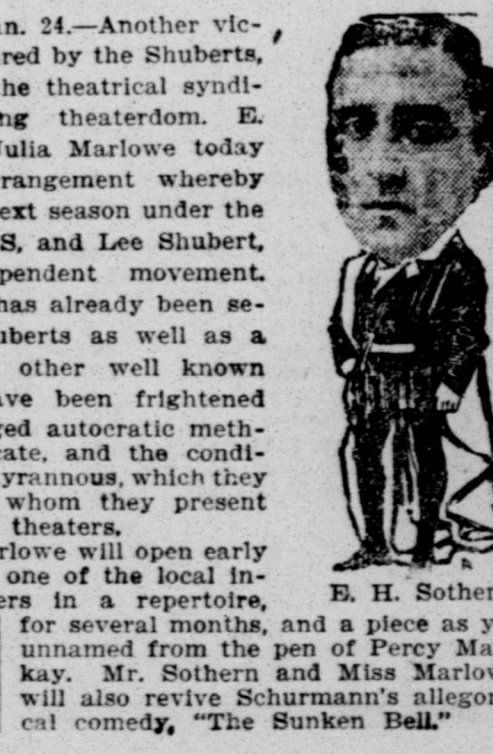 an. 24.—Another vic-
red by the Shuberts,
he theatrical syndi-
ng theaterdom. E.
Julia Marlowe today
rangement whereby
ext season under the
S, and Lee Shubert,
pendent movement.
has already been se-
uberts as well as a
other well known
ave been frightened
ged autocratic meth-
cate, and the condi-
tyrannous, which they
whom they present
theaters.
rlowe will open early
one of the local in-
ers in a repertoire,
E. H. Sother
for several months, and a piece as y
unnamed from the pen of Percy Ma
kay. Mr. Sothern and Miss Marlow
will also revive Schurmann's allegor
cal comedy, "The Sunken Bell."